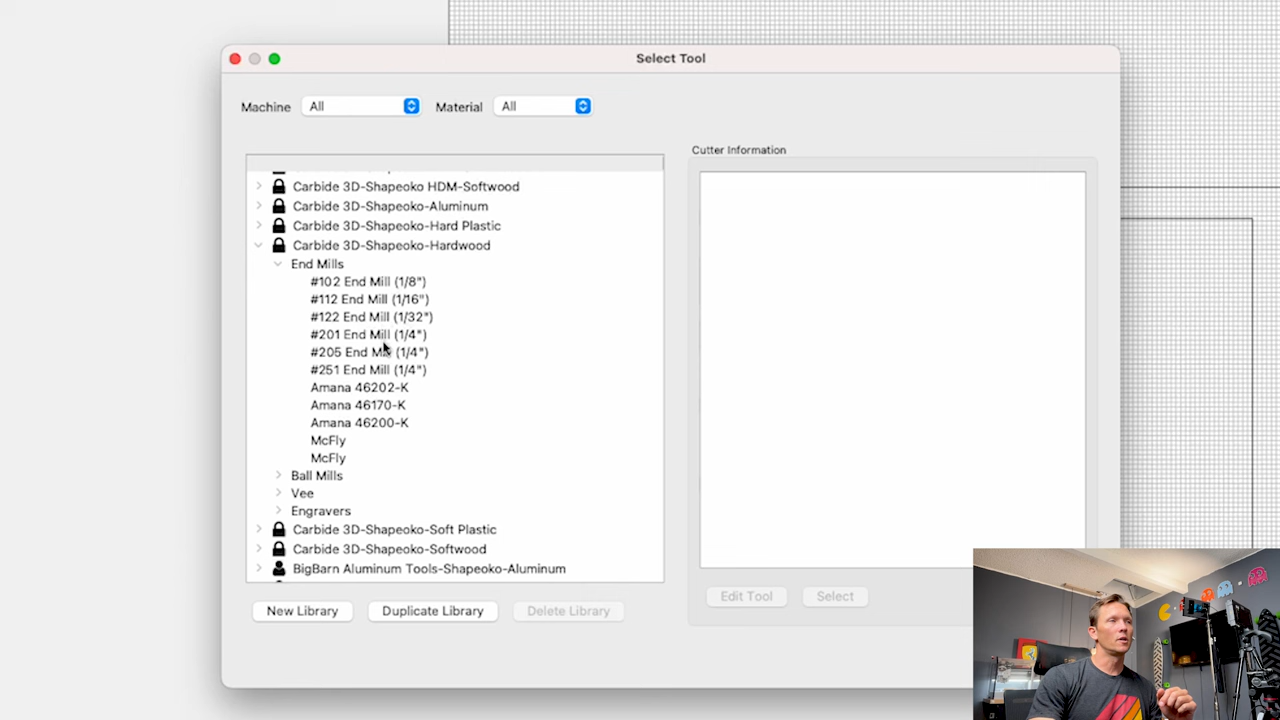 Select Tool
Machine All Material All
Cutter Information
Carbide 3D-Shapeoko HDM-Softwood
Carbide 3D-Shapeoko-Aluminum
Carbide 3D-Shapeoko-Hard Plastic
Carbide 3D-Shapeoko-Hardwood
End Mills
#102 End Mill (1/8")
#112 End Mill (1/16")
#122 End Mill (1/32")
#201 End Mill (1/4")
#205 End Mill (1/4")
#251 End Mill (1/4")
Amana 46202-K
Amana 46170-K
Amana 46200-K
McFly
McFly
Ball Mills
Vee
Engravers
Carbide 3D-Shapeoko-Soft Plastic
Carbide 3D-Shapeoko-Softwood
BigBarn Aluminum Tools-Shapeoko-Aluminum
Edit Tool Select
New Library Duplicate Library Delete Library